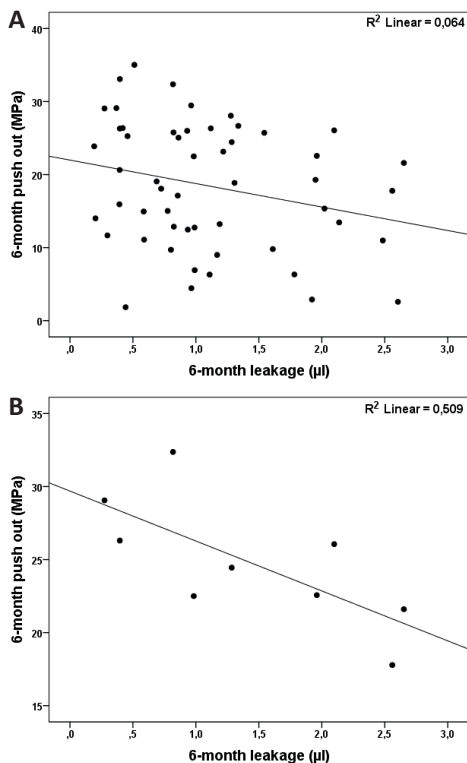 A
R² Linear = 0,064
40
30
20
10
0
6-month push out (MPa)
,0 ,5 1,0 1,5 2,0 2,5 3,0
6-month leakage (µl)
B
R² Linear = 0,509
35
30
25
20
15
6-month push out (MPa)
,0 ,5 1,0 1,5 2,0 2,5 3,0
6-month leakage (µl)